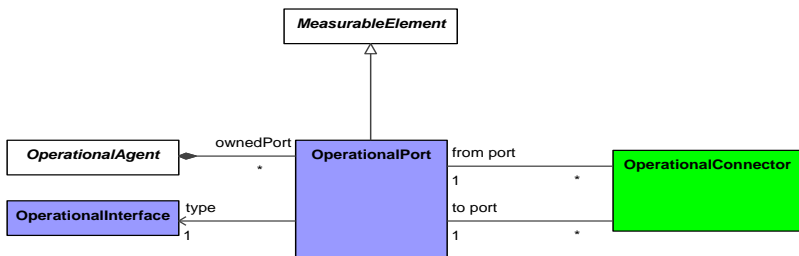 MeasurableElement
ownedPort
OperationalAgent
*
OperationalPort
from port
1
*
OperationalConnector
OperationalInterface
type
1
to port
1
*